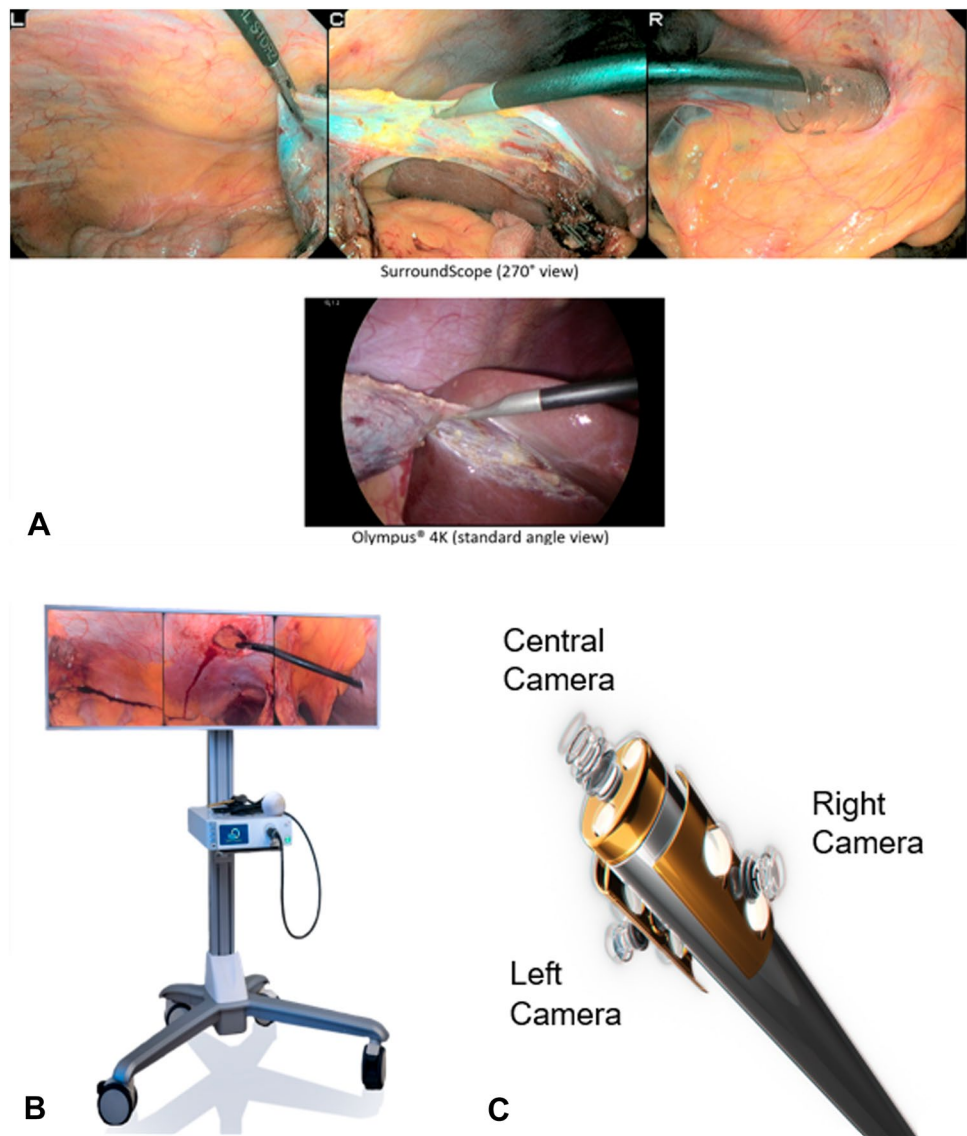 L C R
SurroundScope (270° view)
Olympus® 4K (standard angle view)
A
Central
Camera
Right
Camera
Left
Camera
B
C